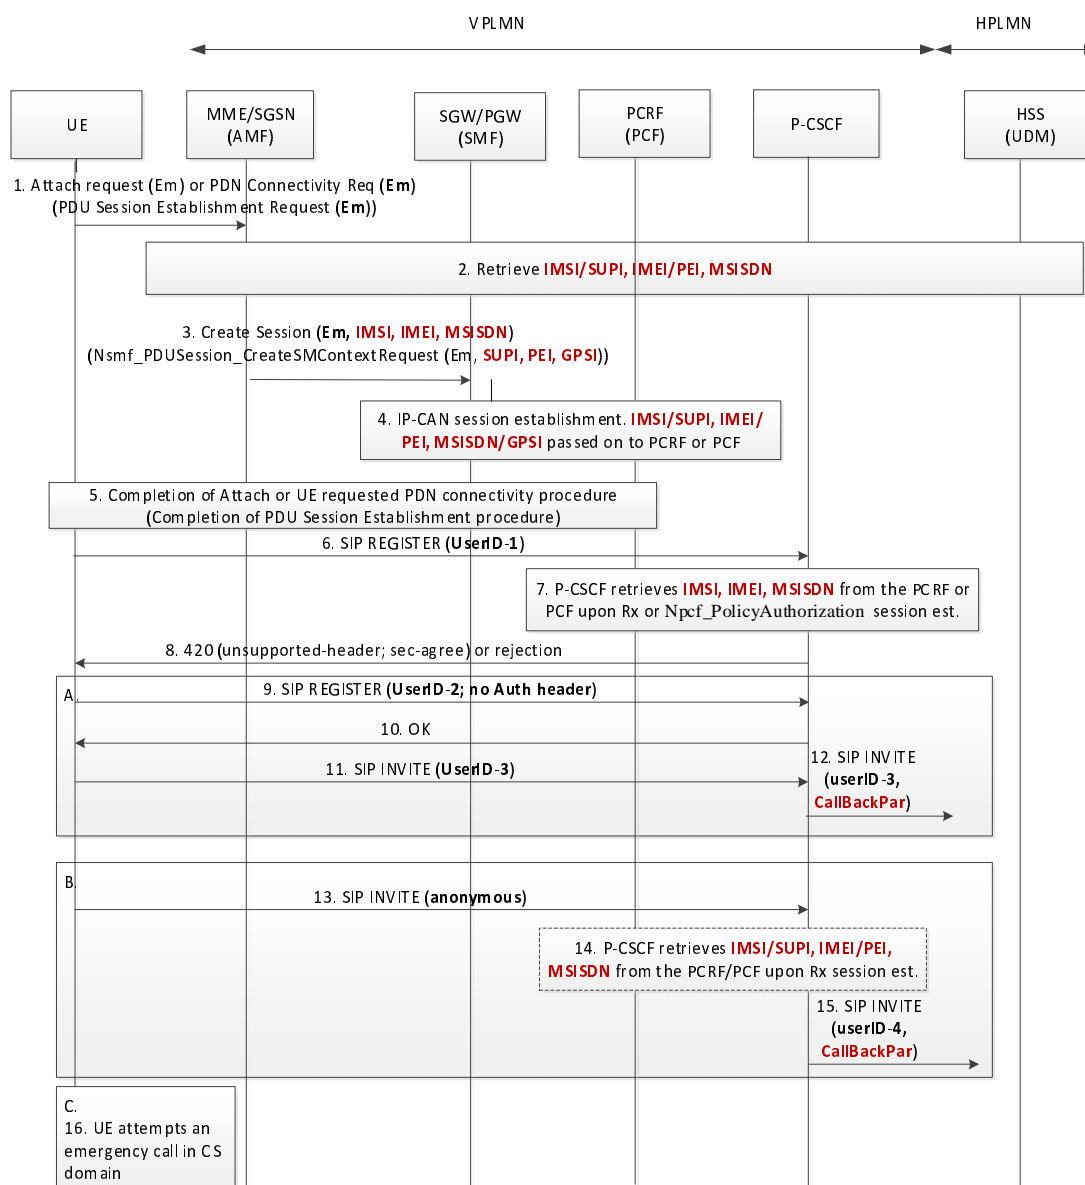 VPLMN
HPLMN
UE
MME/SGSN
(AMF)
SGW/PGW
(SMF)
PCRF
(PCF)
P-CSCF
HSS
(UDM)
1. Attach request (Em) or PDN Connectivity Req (Em)
(PDU Session Establishment Request (Em))
2. Retrieve IMSI/SUPI, IMEI/PEI, MSISDN
3. Create Session (Em, IMSI, IMEI, MSISDN)
(Nsmf_PDUSession_CreateSMContextRequest (Em, SUPI, PEI, GPSI))
4. IP-CAN session establishment. IMSI/SUPI, IMEI/
PEI, MSISDN/GPSI passed on to PCRF or PCF
5. Completion of Attach or UE requested PDN connectivity procedure
(Completion of PDU Session Establishment procedure)
6. SIP REGISTER (UserID-1)
7. P-CSCF retrieves IMSI, IMEI, MSISDN from the PCRF or
PCF upon Rx or Npcf_PolicyAuthorization session est.
8. 420 (unsupported-header; sec-agree) or rejection
A.
9. SIP REGISTER (UserID-2; no Auth header)
10. OK
11. SIP INVITE (UserID-3)
12. SIP INVITE
(userID-3,
CallBackPar)
B.
13. SIP INVITE (anonymous)
14. P-CSCF retrieves IMSI/SUPI, IMEI/PEI,
MSISDN from the PCRF/PCF upon Rx session est.
15. SIP INVITE
(userID-4,
CallBackPar)
C.
16. UE attempts an
emergency call in CS
domain